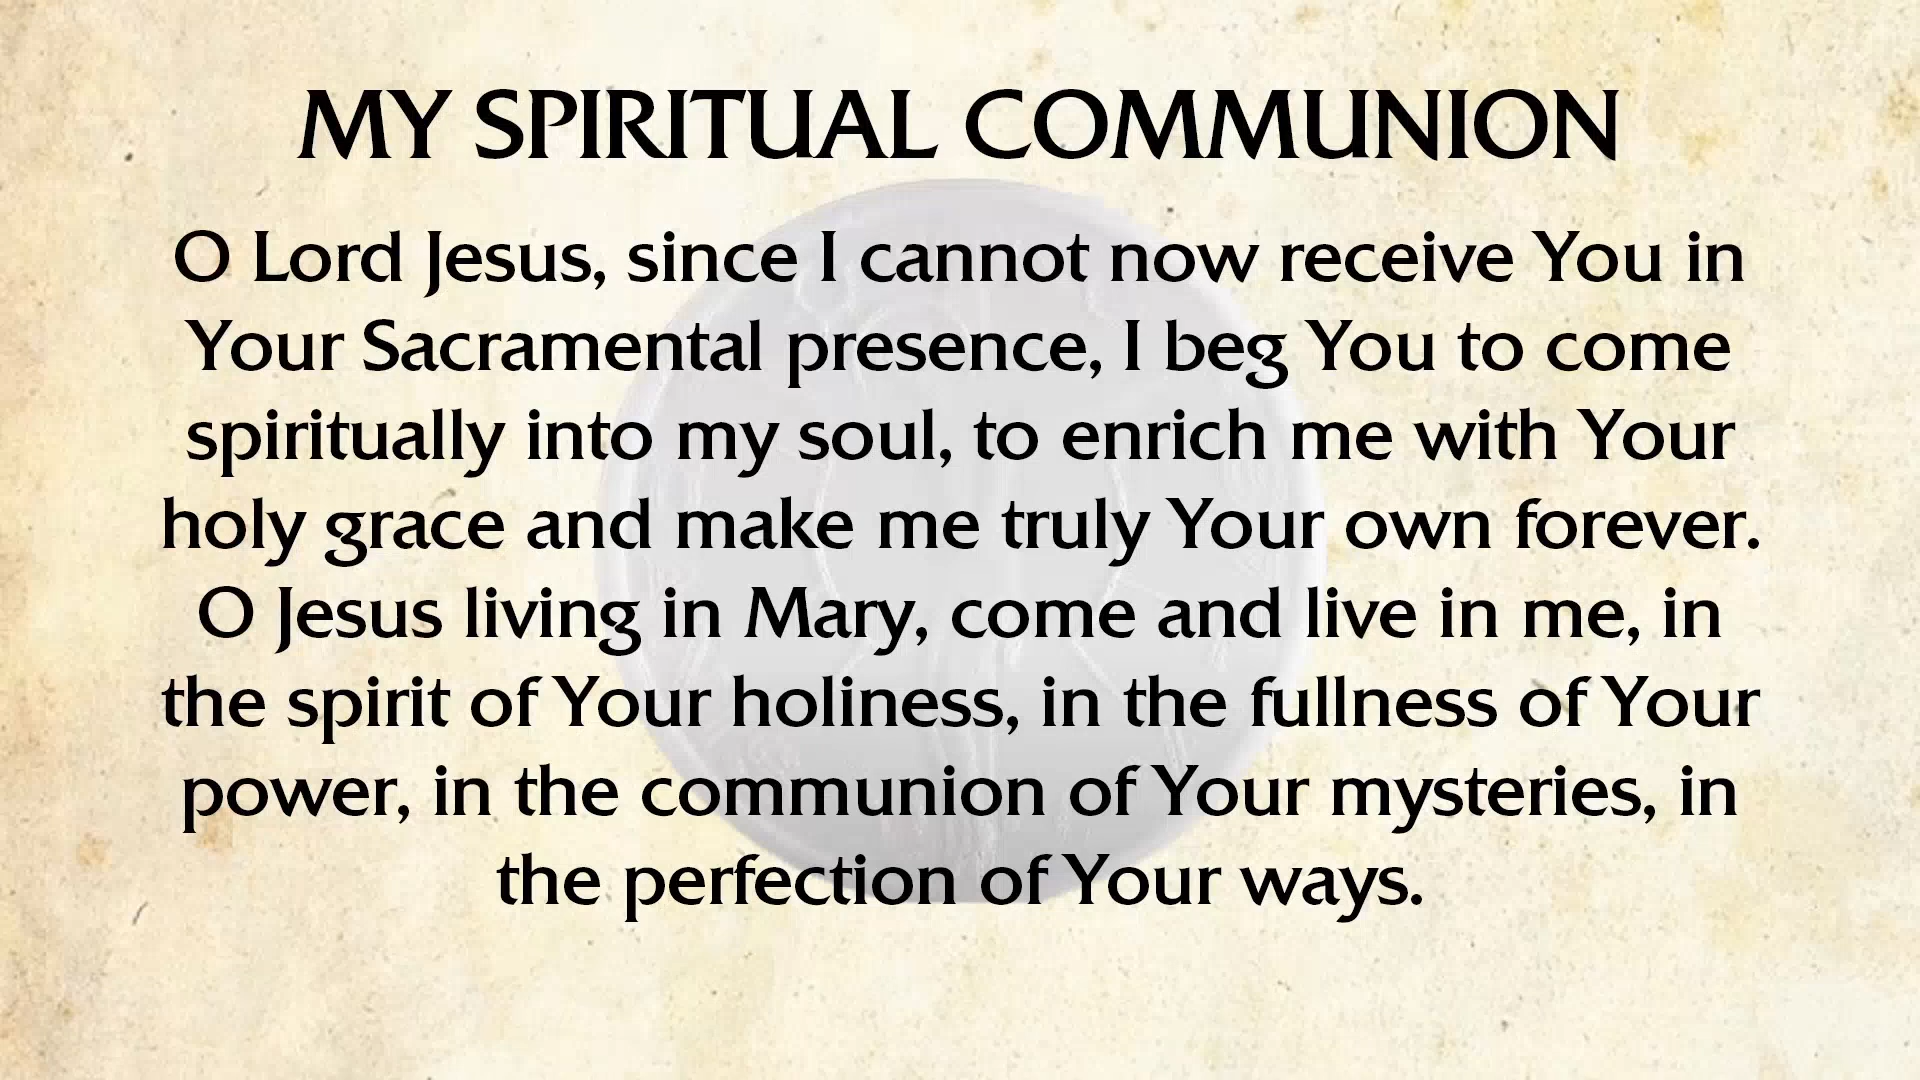 MY SPIRITUAL COMMUNION
O Lord Jesus, since I cannot now receive You in
Your Sacramental presence, I beg You to come
spiritually into my soul, to enrich me with Your
holy grace and make me truly Your own forever.
O Jesus living in Mary, come and live in me, in
the spirit of Your holiness, in the fullness of Your
power, in the communion of Your mysteries, in
the perfection of Your ways.